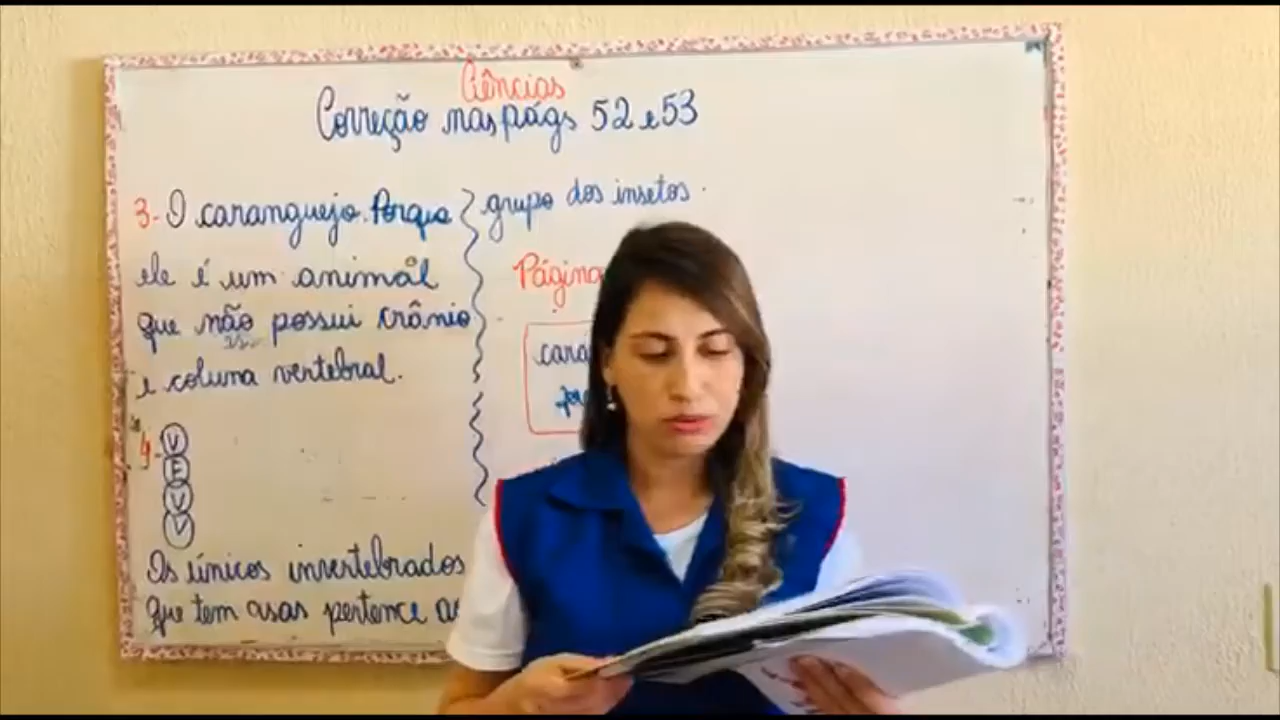 Ciências
Correção nas págs 52 e 53
3- O caranguejo. Porque
ele é um animal
que não possui crânio
e coluna vertebral.
4- V
F
V
V
Os únicos invertebrados
que tem asas pertence ao
grupo dos insetos.
Página